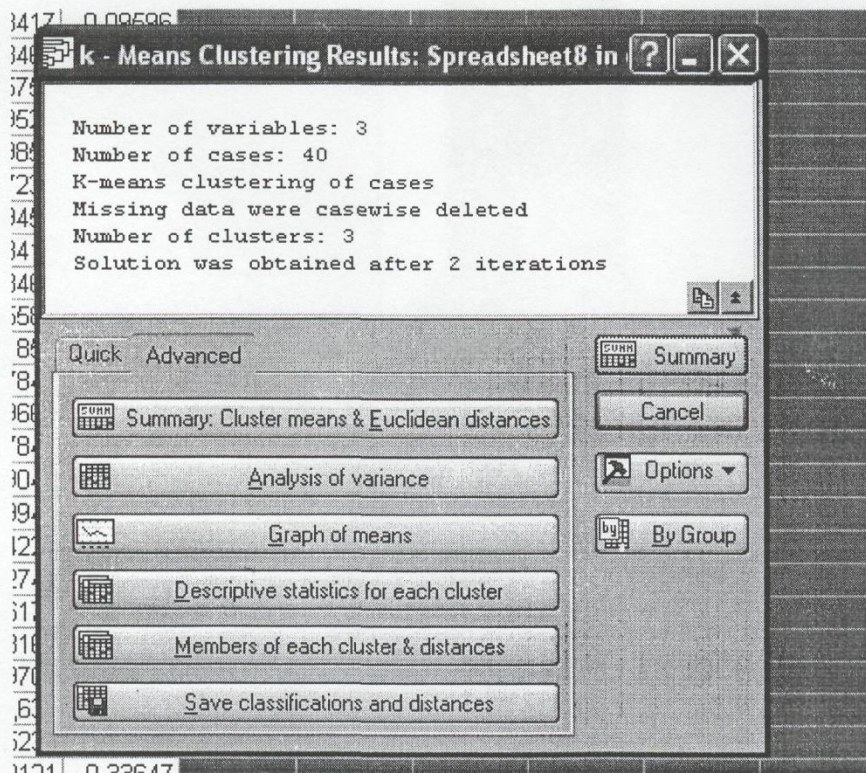 3417 0.09596
k - Means Clustering Results: Spreadsheet8 in
Number of variables: 3
Number of cases: 40
K-means clustering of cases
Missing data were casewise deleted
Number of clusters: 3
Solution was obtained after 2 iterations
Quick Advanced
SUMM Summary
Summary: Cluster means & Euclidean distances
Cancel
Analysis of variance
Options
Graph of means
By Group
Descriptive statistics for each cluster
Members of each cluster & distances
Save classifications and distances
0.33647